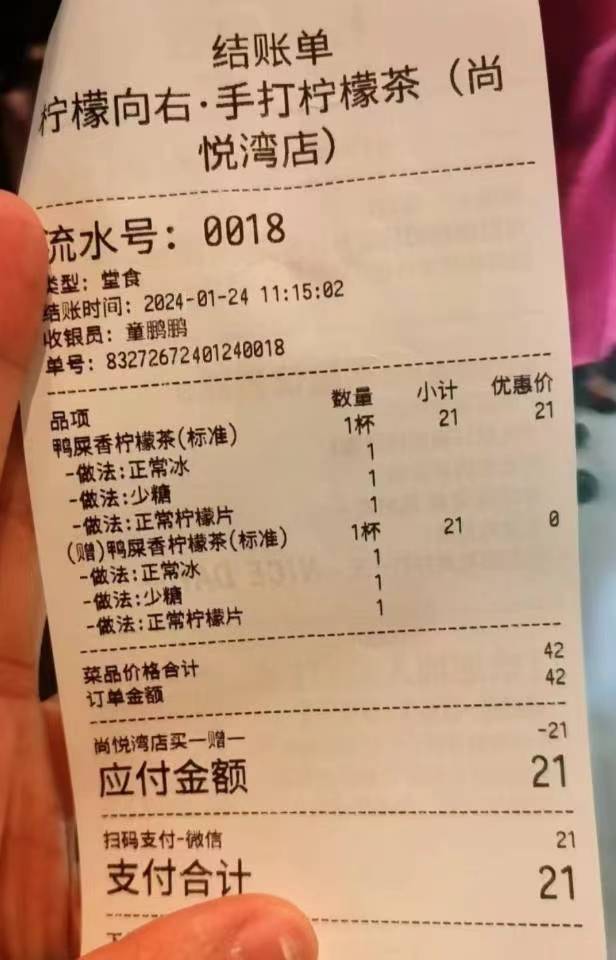 结账单
柠檬向右·手打柠檬茶（尚
悦湾店）
流水号：0018
类型：堂食
结账时间：2024-01-24 11:15:02
收银员：童鹏鹏
单号：83272672401240018
品项 数量 小计 优惠价
鸭屎香柠檬茶(标准) 1杯 21 21
-做法:正常冰 1
-做法:少糖 1
-做法:正常柠檬片 1
(赠)鸭屎香柠檬茶(标准) 1杯 21 0
-做法:正常冰 1
-做法:少糖 1
-做法:正常柠檬片 1
菜品价格合计 42
订单金额 42
尚悦湾店买一赠一 -21
应付金额 21
扫码支付-微信 21
支付合计 21